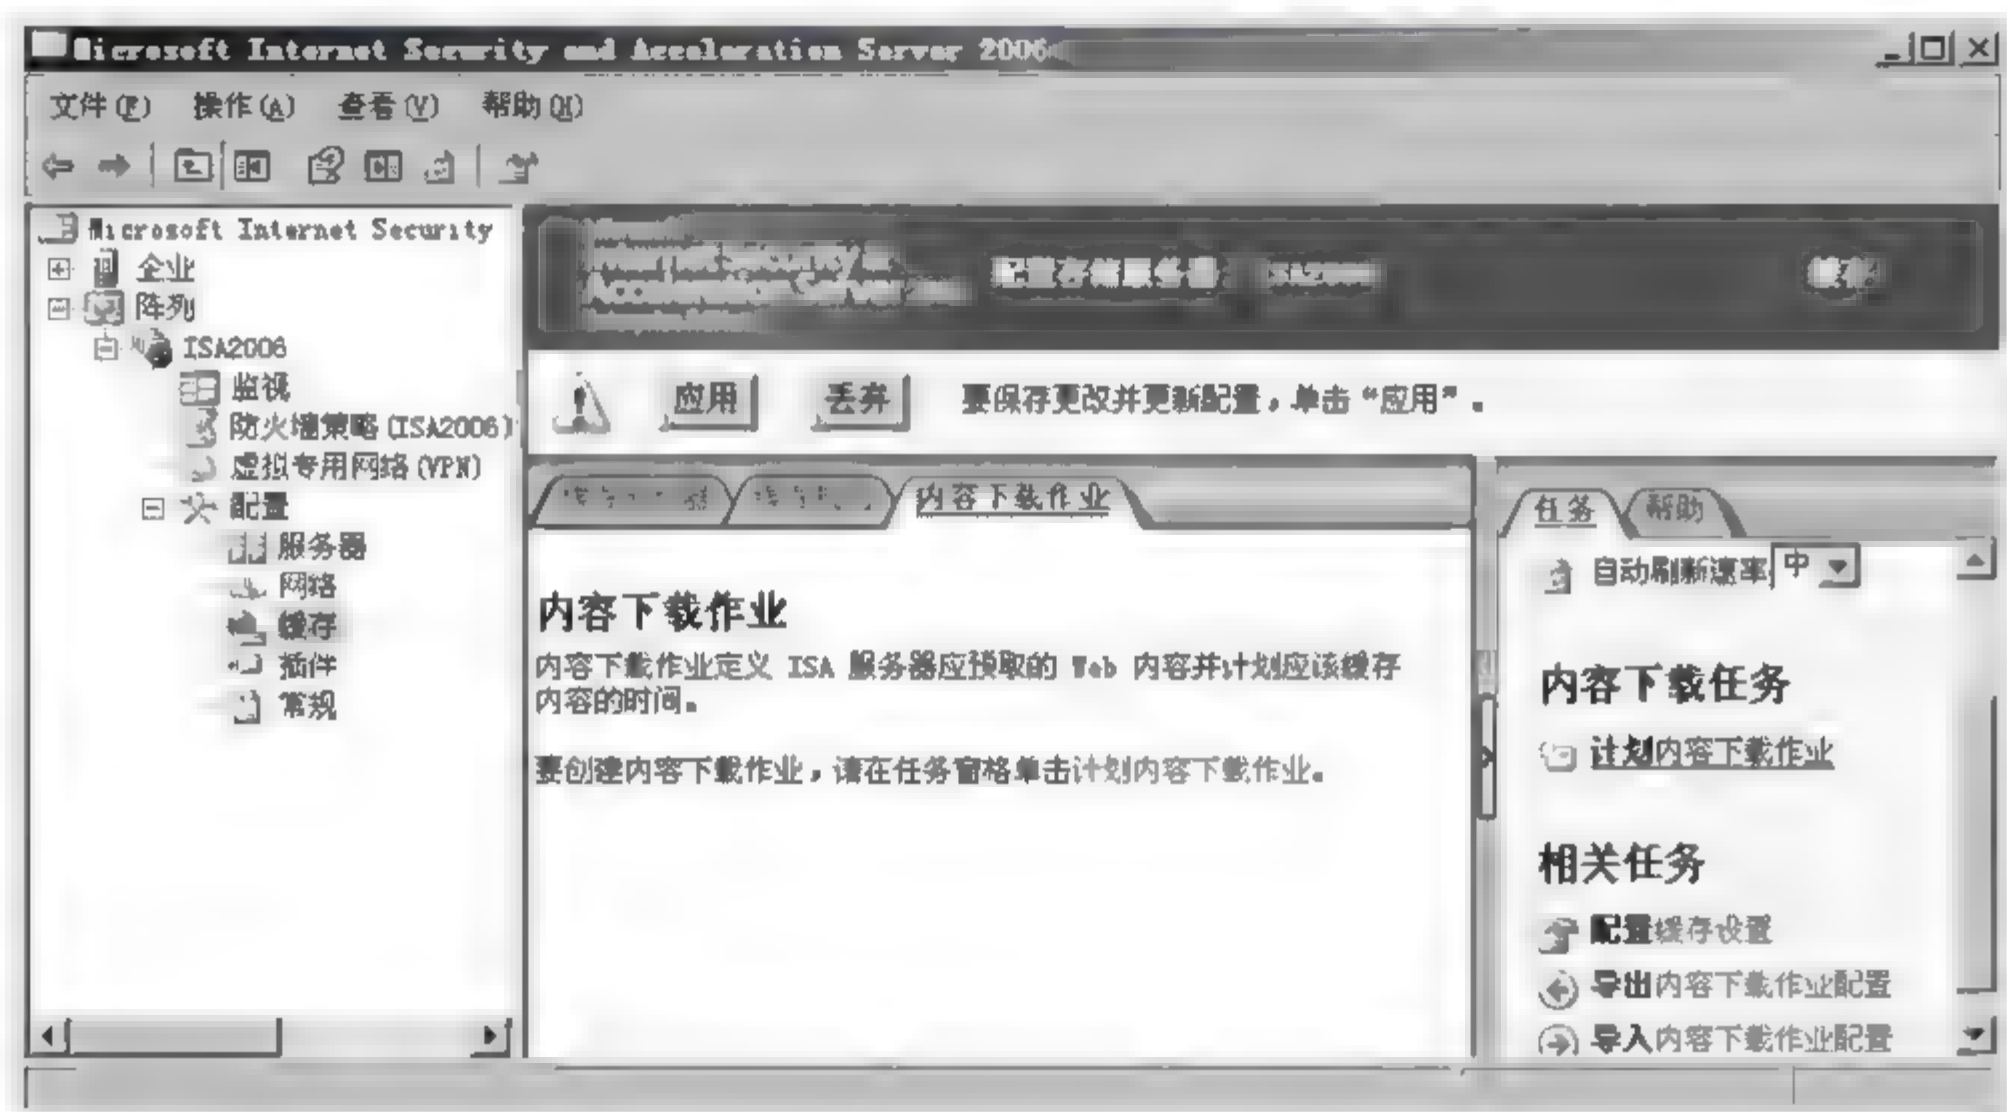 Microsoft Internet Security and Acceleration Server 2006
文件(F) 操作(A) 查看(V) 帮助(H)
Microsoft Internet Security
企业
阵列
ISA2006
监视
防火墙策略(ISA2006)
虚拟专用网络(VPN)
配置
服务器
网络
缓存
插件
常规
应用 丢弃 要保存更改并更新配置，单击“应用”。
内容下载作业
内容下载作业
内容下载作业定义 ISA 服务器应预取的 Web 内容并计划应该缓存
内容的时间。
要创建内容下载作业，请在任务窗格单击计划内容下载作业。
任务 帮助
自动刷新速率 中
内容下载任务
计划内容下载作业
相关任务
配置缓存设置
导出内容下载作业配置
导入内容下载作业配置